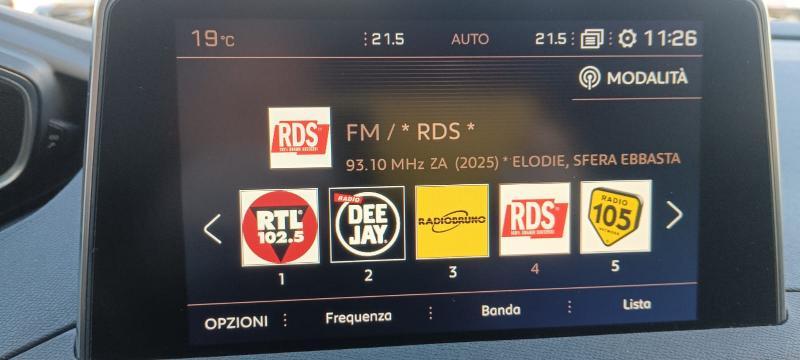 19°C 21.5 AUTO 21.5 11:26
MODALITÀ
RDS
FM / * RDS *
93.10 MHz ZA (2025) * ELODIE, SFERA EBBASTA
RTL 102.5
RADIO DEE JAY
RADIOBRUNO
RDS
RADIO 105 NETWORK
1 2 3 4 5
OPZIONI Frequenza Banda Lista